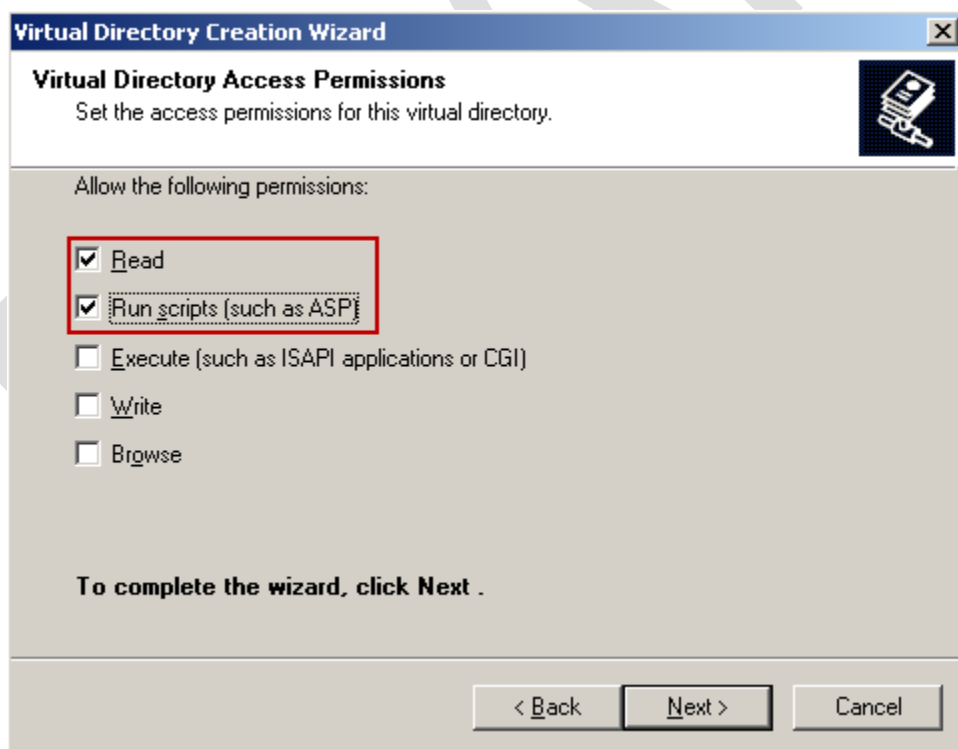 Virtual Directory Creation Wizard
Virtual Directory Access Permissions
Set the access permissions for this virtual directory.
Allow the following permissions:
Read
Run scripts (such as ASP)
Execute (such as ISAPI applications or CGI)
Write
Browse
To complete the wizard, click Next .
< Back Next > Cancel